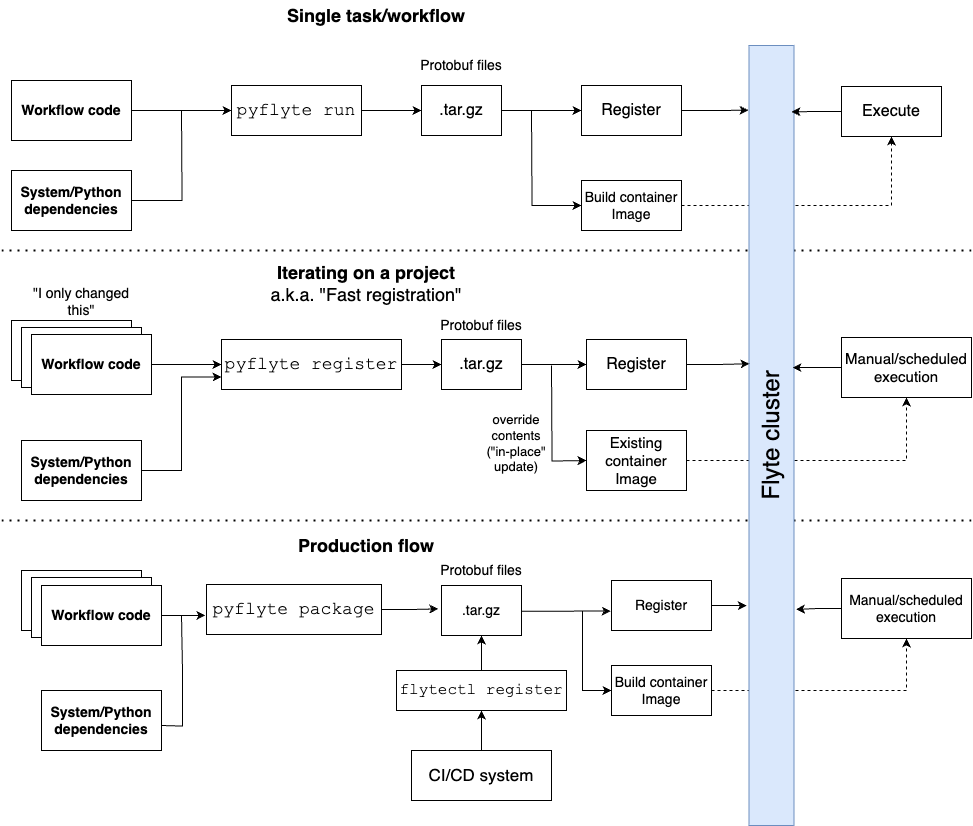 Single task/workflow
Protobuf files
Workflow code
pyflyte run
.tar.gz
Register
Execute
System/Python
dependencies
Build container
Image
Iterating on a project
a.k.a. "Fast registration"
"I only changed
this"
Protobuf files
Workflow code
pyflyte register
.tar.gz
Register
Manual/scheduled
execution
Flyte cluster
override
contents
("in-place"
update)
System/Python
dependencies
Existing
container
Image
Production flow
Protobuf files
Workflow code
pyflyte package
.tar.gz
Register
Manual/scheduled
execution
flytectl register
Build container
Image
System/Python
dependencies
CI/CD system